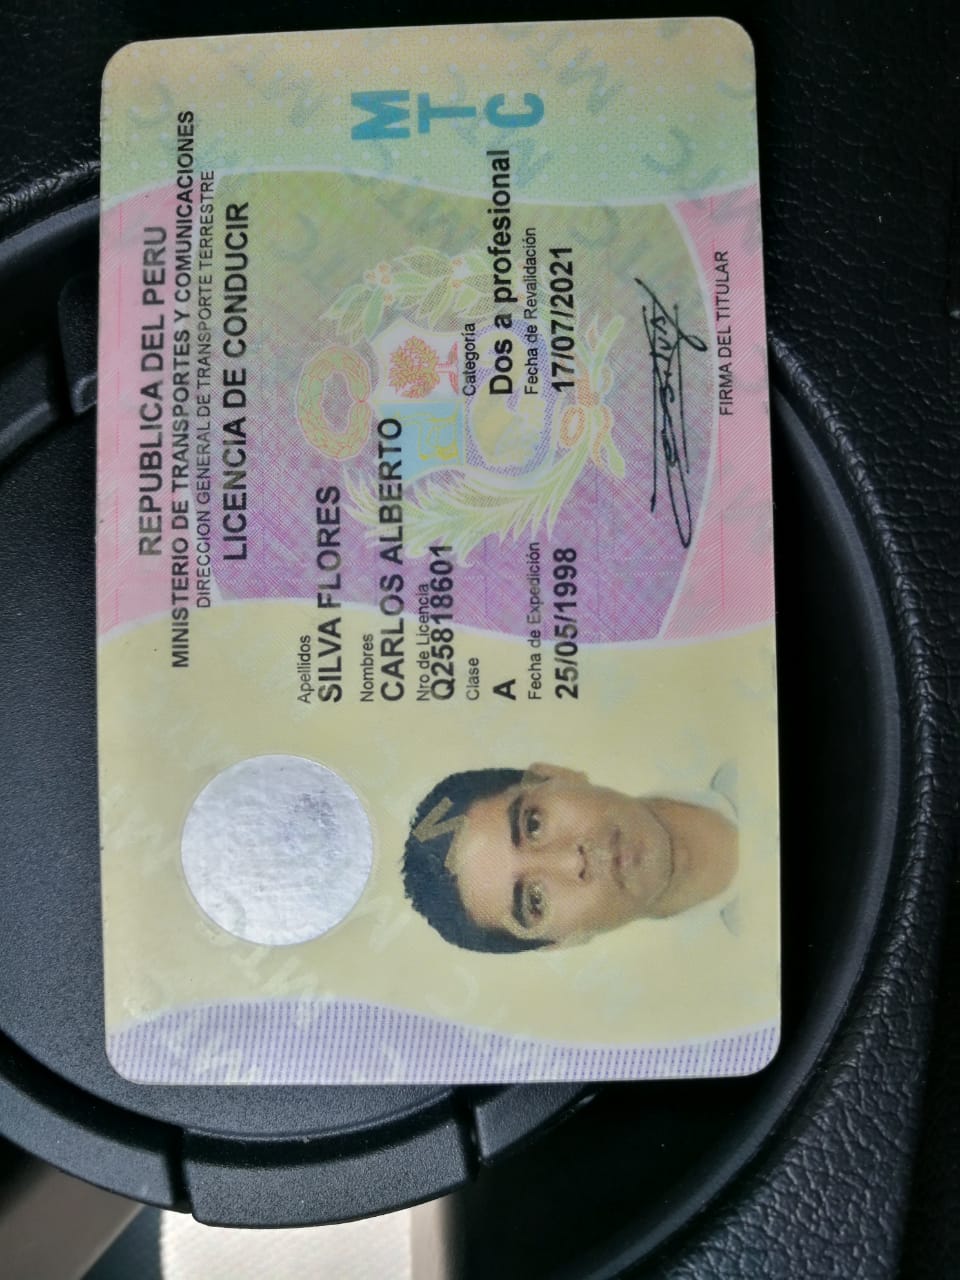 REPUBLICA DEL PERU
MINISTERIO DE TRANSPORTES Y COMUNICACIONES
DIRECCION GENERAL DE TRANSPORTE TERRESTRE
LICENCIA DE CONDUCIR
M
T
C
Apellidos
SILVA FLORES
Nombres
CARLOS ALBERTO
Nro de Licencia
Q25818601
Clase Categoría
A Dos a profesional
Fecha de Expedición Fecha de Revalidación
25/05/1998 17/07/2021
FIRMA DEL TITULAR